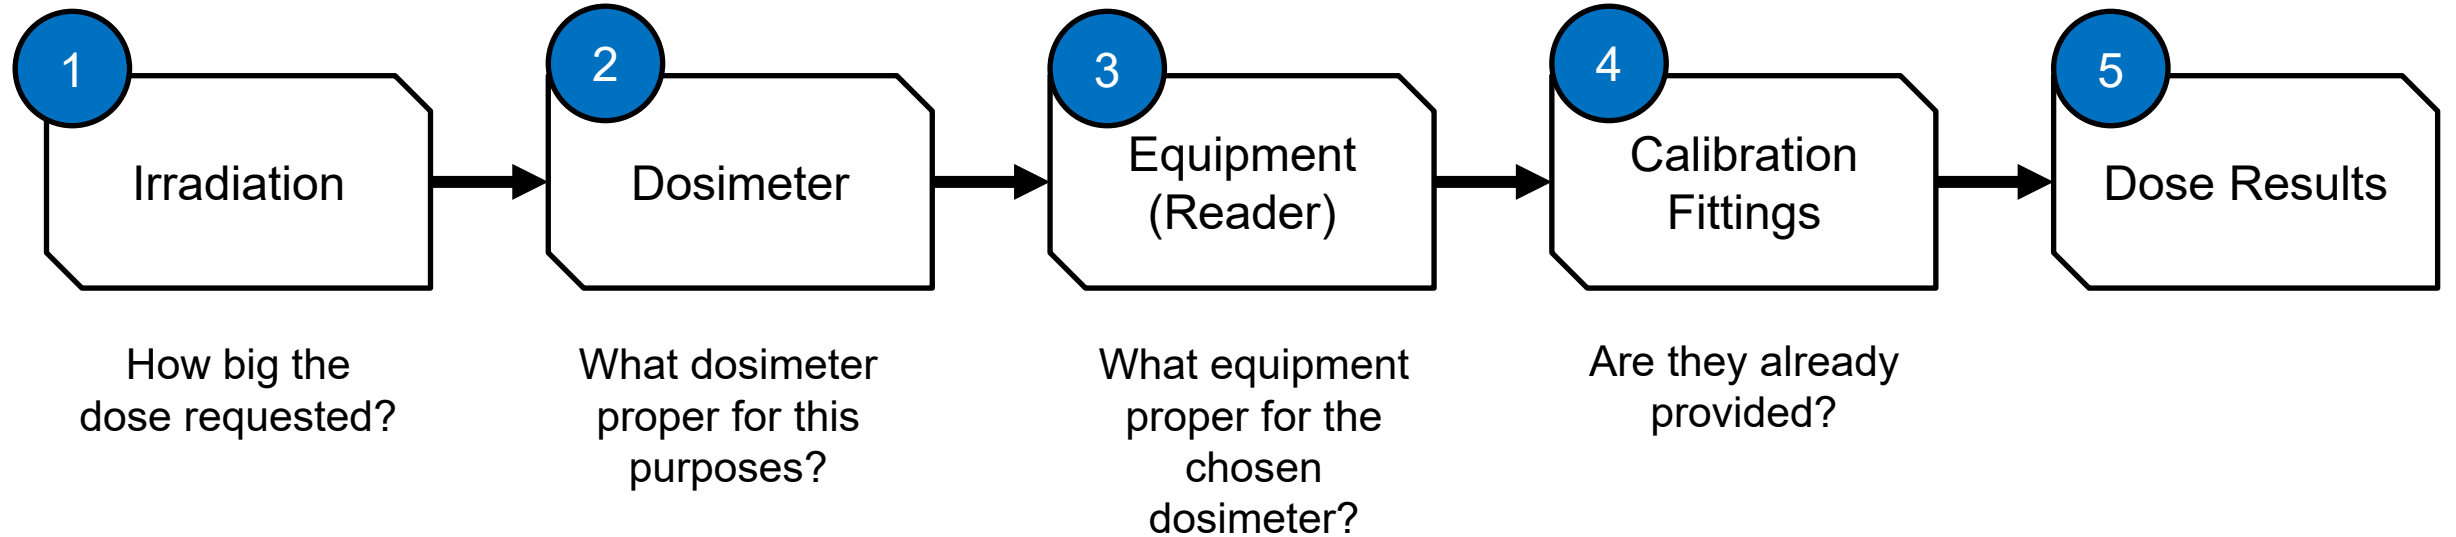 1
Irradiation
How big the
dose requested?
2
Dosimeter
What dosimeter
proper for this
purposes?
3
Equipment
(Reader)
What equipment
proper for the
chosen
dosimeter?
4
Calibration
Fittings
Are they already
provided?
5
Dose Results